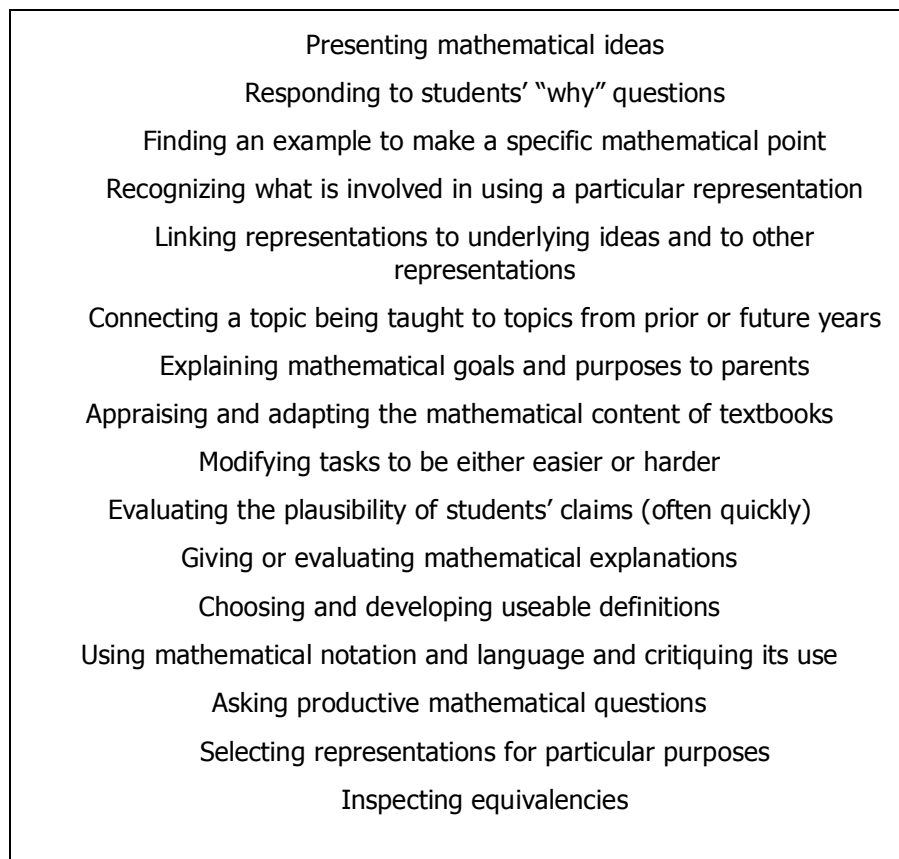 Presenting mathematical ideas
Responding to students’ “why” questions
Finding an example to make a specific mathematical point
Recognizing what is involved in using a particular representation
Linking representations to underlying ideas and to other
representations
Connecting a topic being taught to topics from prior or future years
Explaining mathematical goals and purposes to parents
Appraising and adapting the mathematical content of textbooks
Modifying tasks to be either easier or harder
Evaluating the plausibility of students’ claims (often quickly)
Giving or evaluating mathematical explanations
Choosing and developing useable definitions
Using mathematical notation and language and critiquing its use
Asking productive mathematical questions
Selecting representations for particular purposes
Inspecting equivalencies